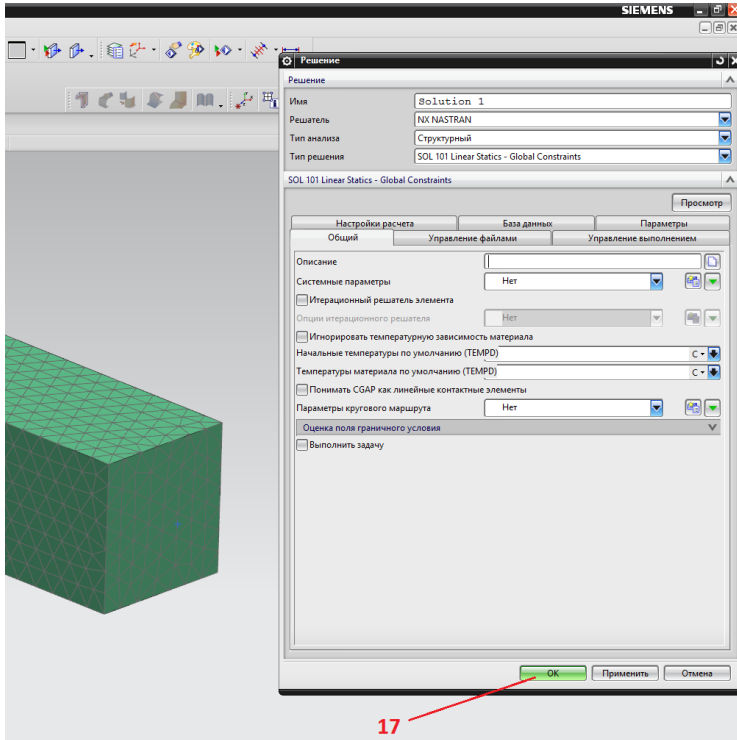 SIEMENS
Решение
Решение
Имя Solution 1
Решатель NX NASTRAN
Тип анализа Структурный
Тип решения SOL 101 Linear Statics - Global Constraints
SOL 101 Linear Statics - Global Constraints
Просмотр
Настройки расчета База данных Параметры
Общий Управление файлами Управление выполнением
Описание
Системные параметры Нет
Итерационный решатель элемента
Опции итерационного решателя Нет
Игнорировать температурную зависимость материала
Начальные температуры по умолчанию (TEMPD) C
Температуры материала по умолчанию (TEMPD) C
Понимать CGAP как линейные контактные элементы
Параметры кругового маршрута Нет
Оценка поля граничного условия
Выполнить задачу
OK Применить Отмена
17